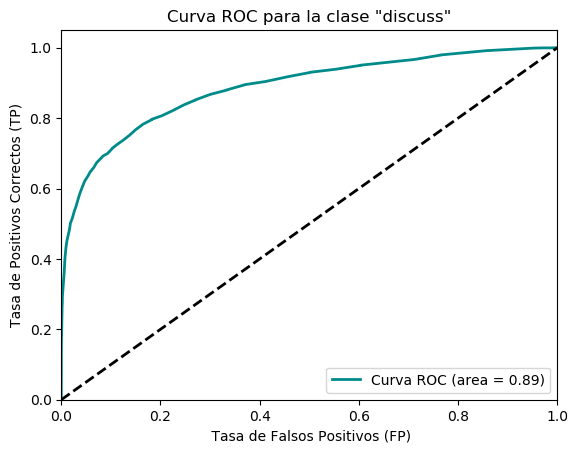 Curva ROC para la clase "discuss"
1.0
0.8
0.6
0.4
0.2
0.0
Tasa de Positivos Correctos (TP)
Curva ROC (area = 0.89)
0.0 0.2 0.4 0.6 0.8 1.0
Tasa de Falsos Positivos (FP)